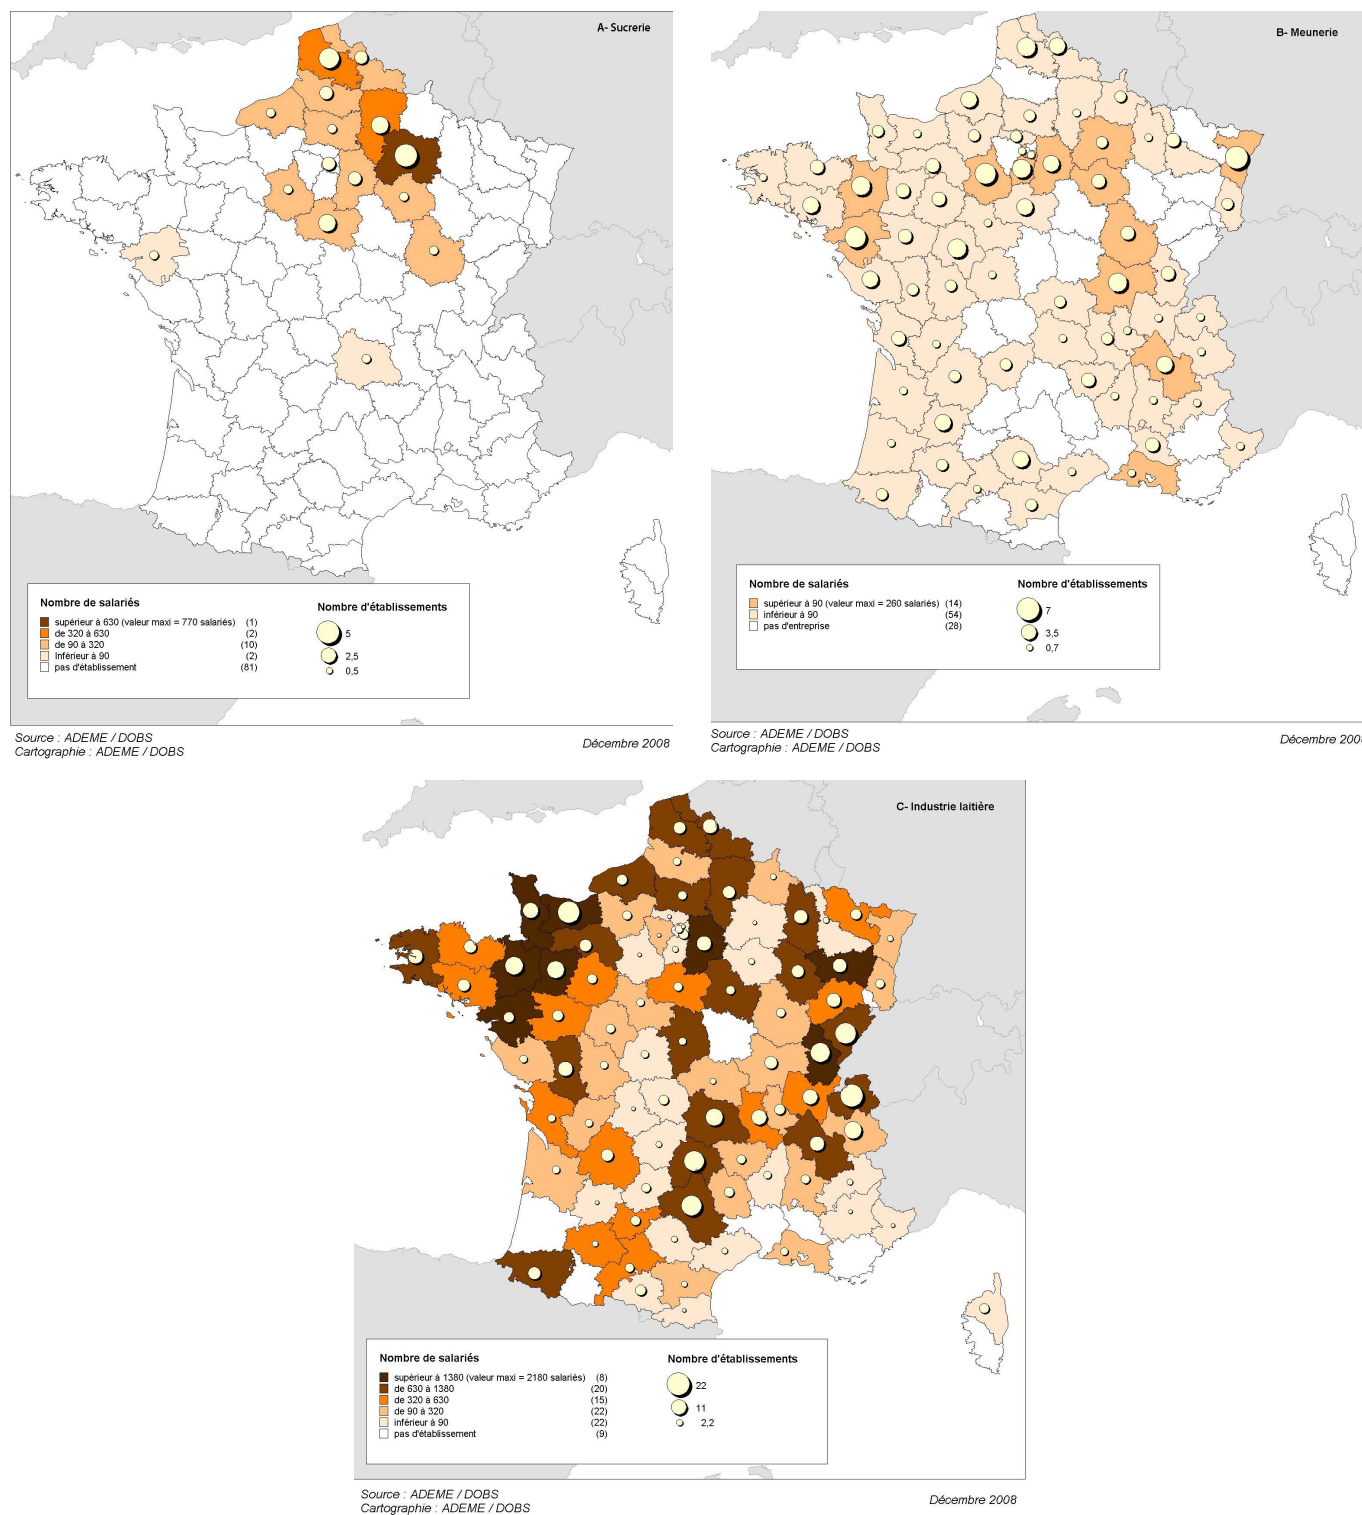 A- Sucrerie
Nombre de salariés
supérieur à 630 (valeur maxi = 770 salariés) (1)
de 320 à 630 (2)
de 90 à 320 (10)
Inférieur à 90 (2)
pas d'établissement (81)
Nombre d'établissements
5
2,5
0,5
Source : ADEME / DOBS
Cartographie : ADEME / DOBS
Décembre 2008
B- Meunerie
Nombre de salariés
supérieur à 90 (valeur maxi = 260 salariés) (14)
inférieur à 90 (54)
pas d'entreprise (28)
Nombre d'établissements
7
3,5
0,7
Source : ADEME / DOBS
Cartographie : ADEME / DOBS
Décembre 200
C- Industrie laitière
Nombre de salariés
supérieur à 1380 (valeur maxi = 2180 salariés) (8)
de 630 à 1380 (20)
de 320 à 630 (15)
de 90 à 320 (22)
inférieur à 90 (22)
pas d'établissement (9)
Nombre d'établissements
22
11
2,2
Source : ADEME / DOBS
Cartographie : ADEME / DOBS
Décembre 2008